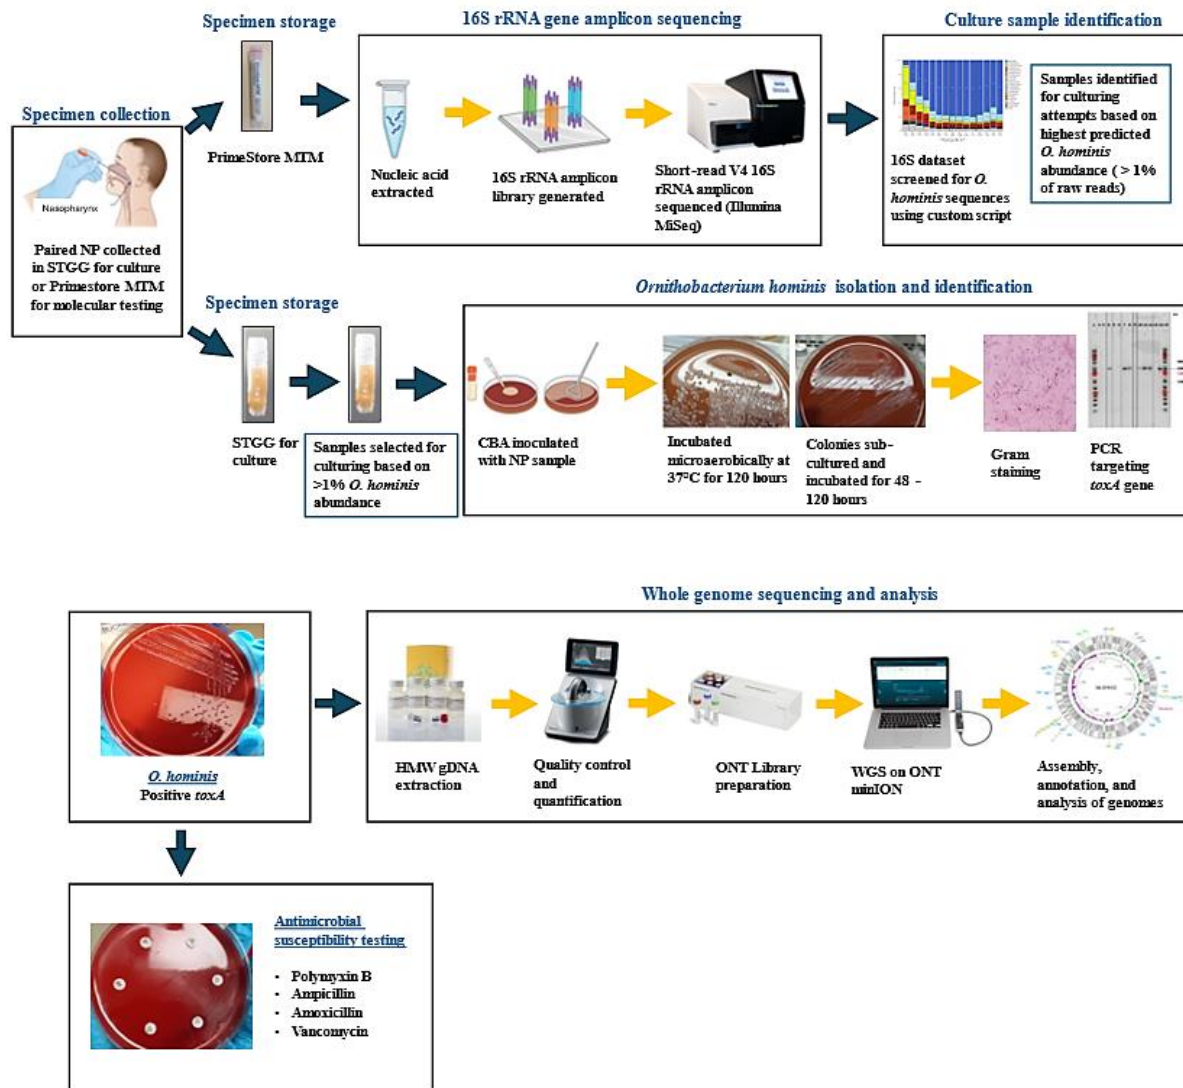 Specimen storage
16S rRNA gene amplicon sequencing
Culture sample identification
Specimen collection
Nasopharynx
Paired NP collected
in STGG for culture
or Primestore MTM
for molecular testing
PrimeStore MTM
Nucleic acid
extracted
16S rRNA amplicon
library generated
Short-read V4 16S
rRNA amplicon
sequenced (Illumina
MiSeq)
16S dataset
screened for O.
hominis sequences
using custom script
Samples identified
for culturing
attempts based on
highest predicted
O. hominis
abundance ( > 1%
of raw reads)
Specimen storage
Ornithobacterium hominis isolation and identification
STGG for
culture
Samples selected for
culturing based on
>1% O. hominis
abundance
CBA inoculated
with NP sample
Incubated
microaerobically at
37°C for 120 hours
Colonies sub-
cultured and
incubated for 48 -
120 hours
Gram
staining
PCR
targeting
toxA gene
Whole genome sequencing and analysis
O. hominis
Positive toxA
HMW gDNA
extraction
Quality control
and
quantification
ONT Library
preparation
WGS on ONT
minION
Assembly,
annotation, and
analysis of genomes
Antimicrobial
susceptibility testing
• Polymyxin B
• Ampicillin
• Amoxicillin
• Vancomycin